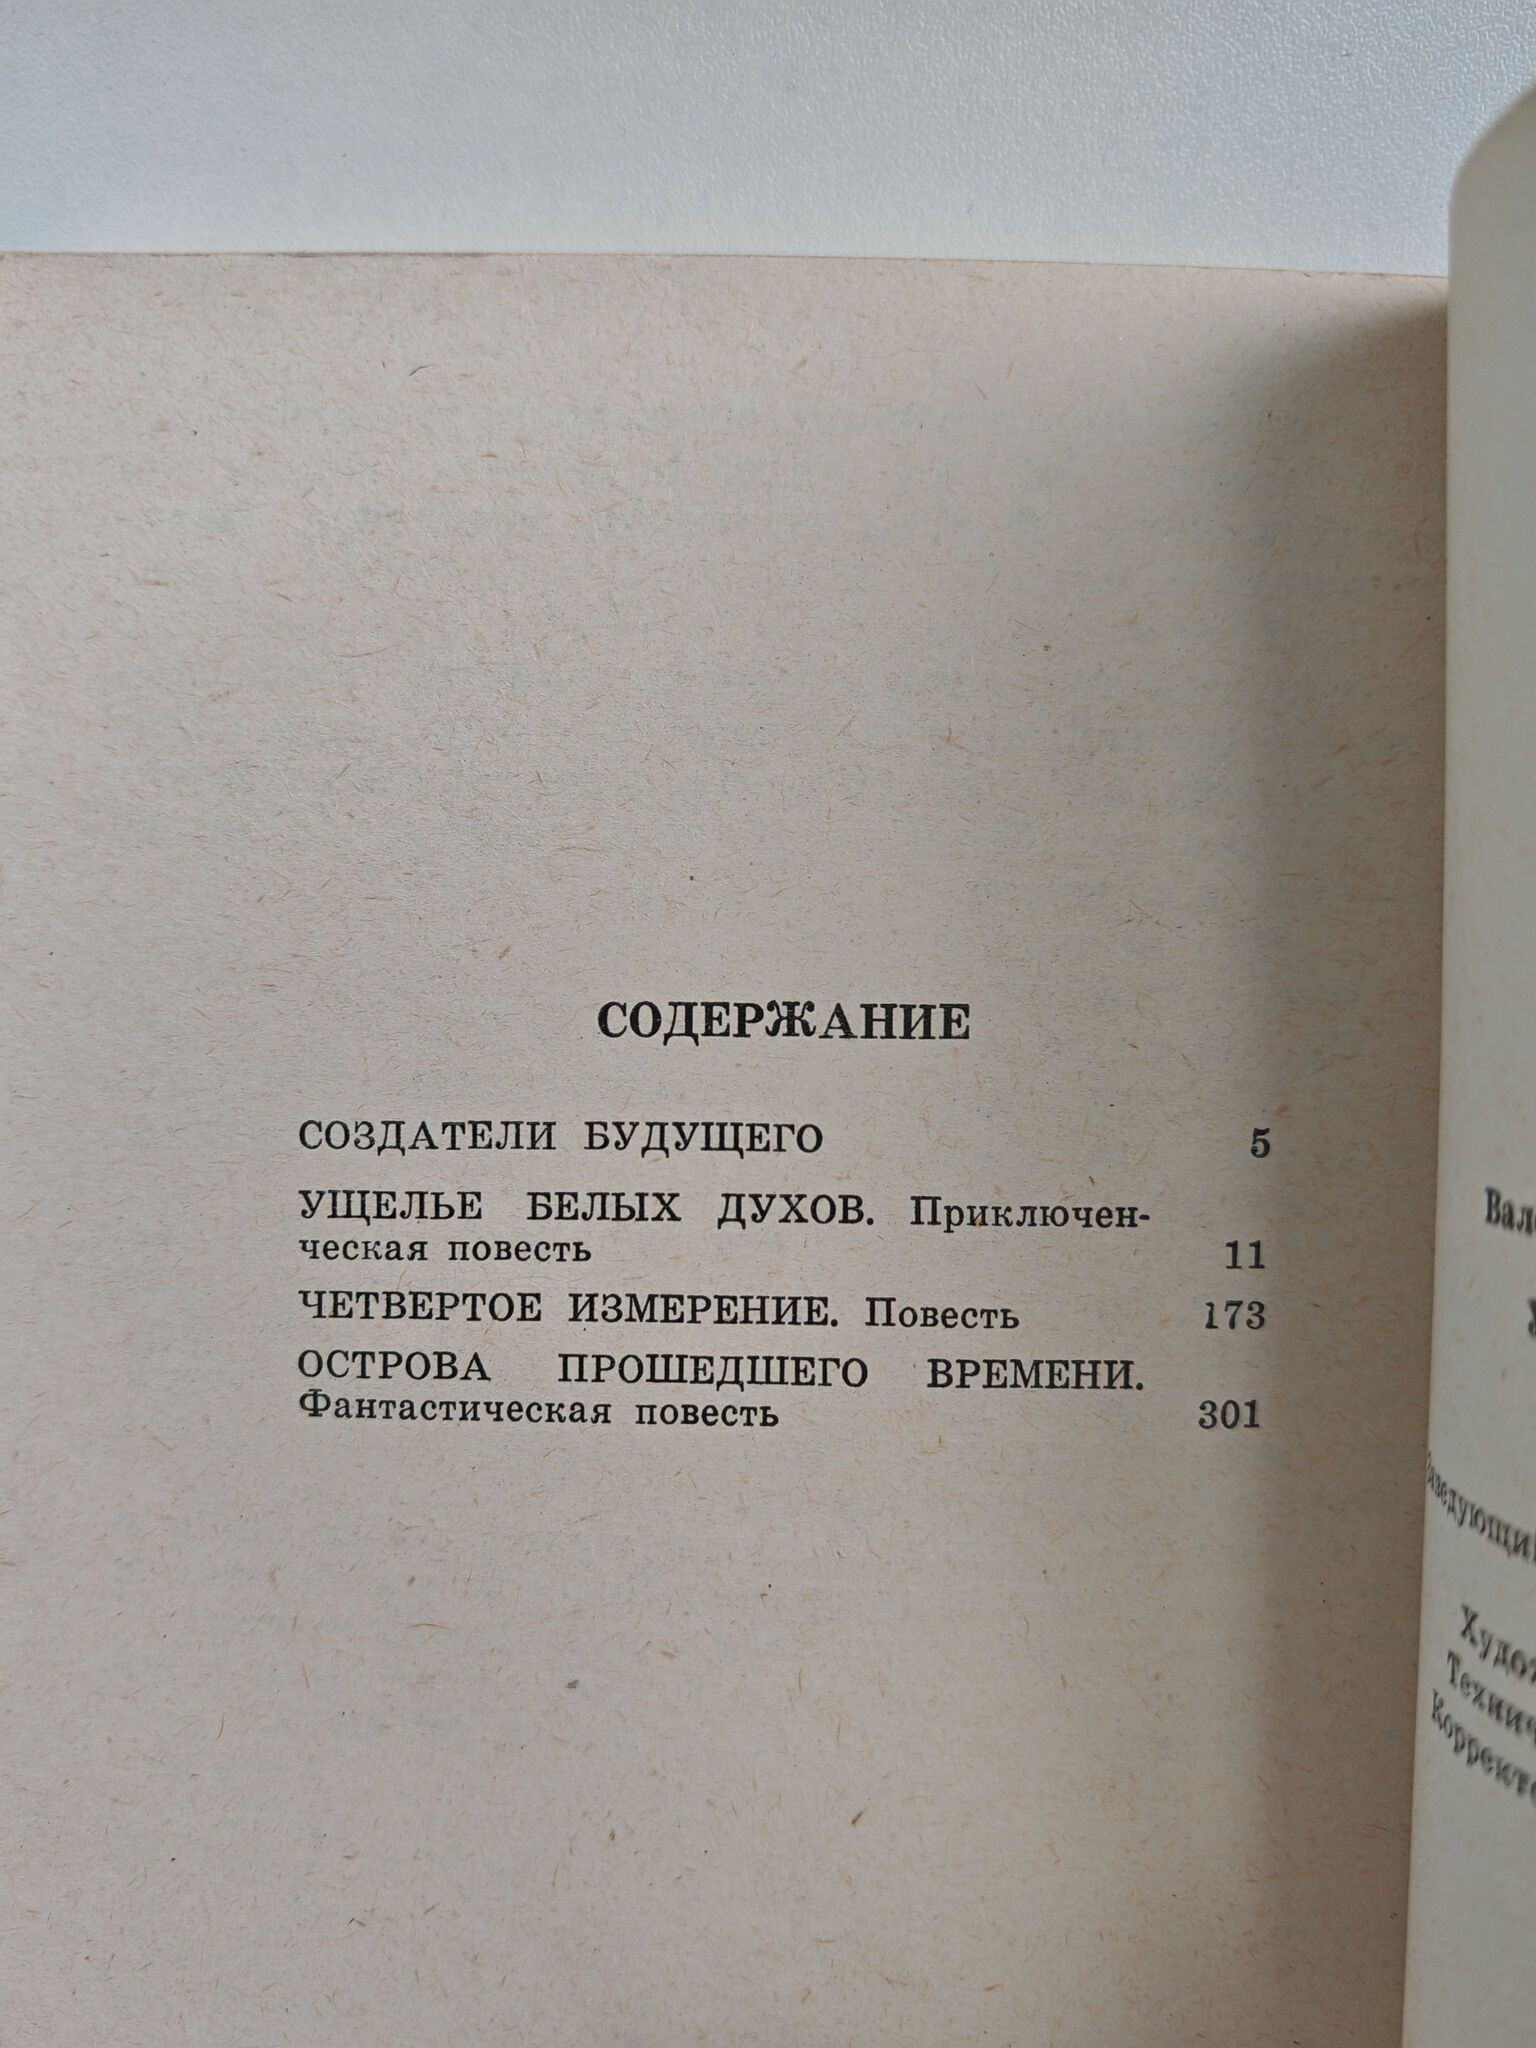 СОДЕРЖАНИЕ
СОЗДАТЕЛИ БУДУЩЕГО 5
УЩЕЛЬЕ БЕЛЫХ ДУХОВ. Приключен-
ческая повесть 11
ЧЕТВЕРТОЕ ИЗМЕРЕНИЕ. Повесть 173
ОСТРОВА ПРОШЕДШЕГО ВРЕМЕНИ.
Фантастическая повесть 301